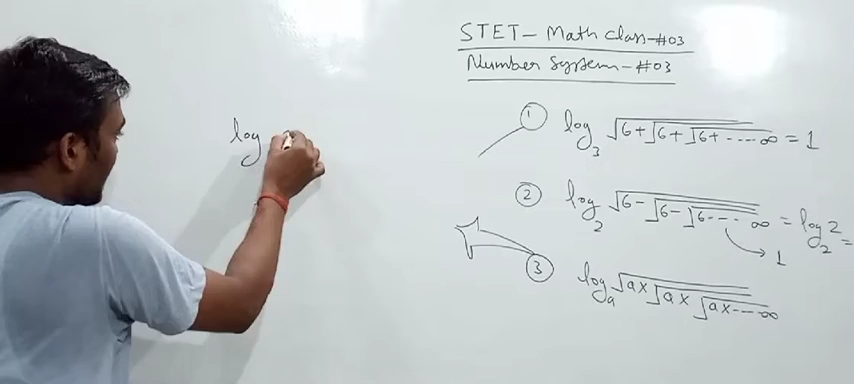 STET- Math class-#03
Number System-#03
log
① log₃ √6+√6+√6+.....∞ = 1
② log₂ √6-√6-√6-...∞ = log₂2 =
1
③ logₐ √ax√ax√ax---∞